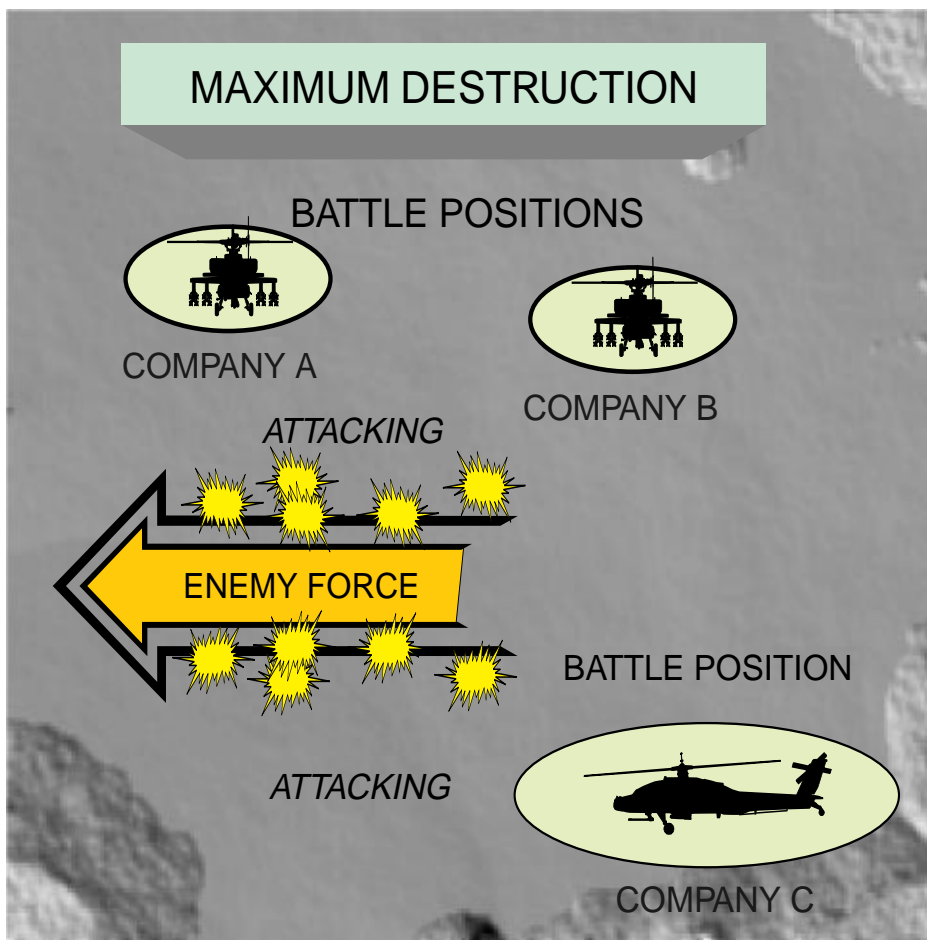 MAXIMUM DESTRUCTION
BATTLE POSITIONS
COMPANY A
COMPANY B
ATTACKING
ENEMY FORCE
BATTLE POSITION
ATTACKING
COMPANY C